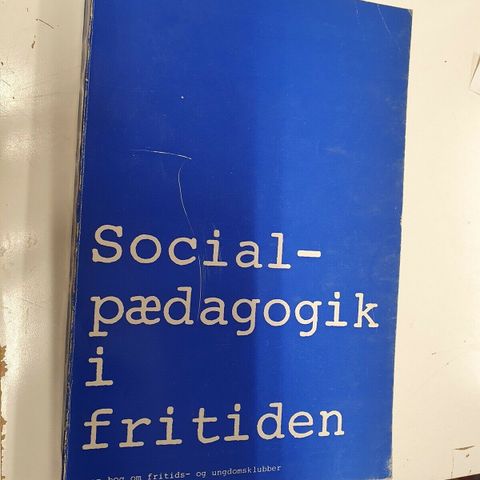 Social-
pædagogik
i
fritiden
bog om fritids- og ungdomsklubber